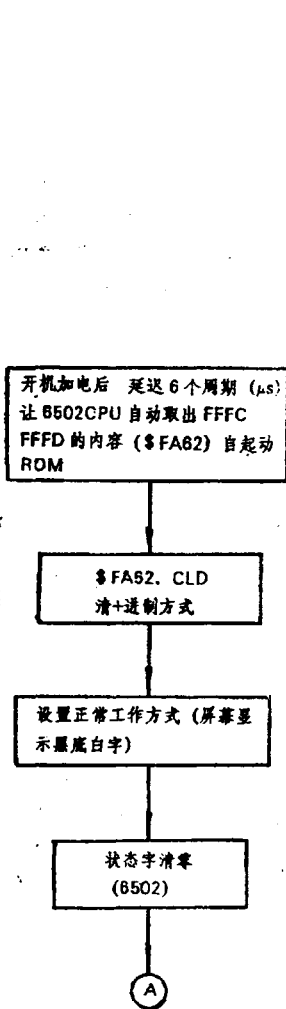 开机加电后 延迟6个周期(μs)
让6502CPU自动取出FFFC
FFFD的内容($FA62)自起动
ROM
$FA62. CLD
清+进制方式
设置正常工作方式(屏幕显
示黑底白字)
状态字清零
(6502)
A